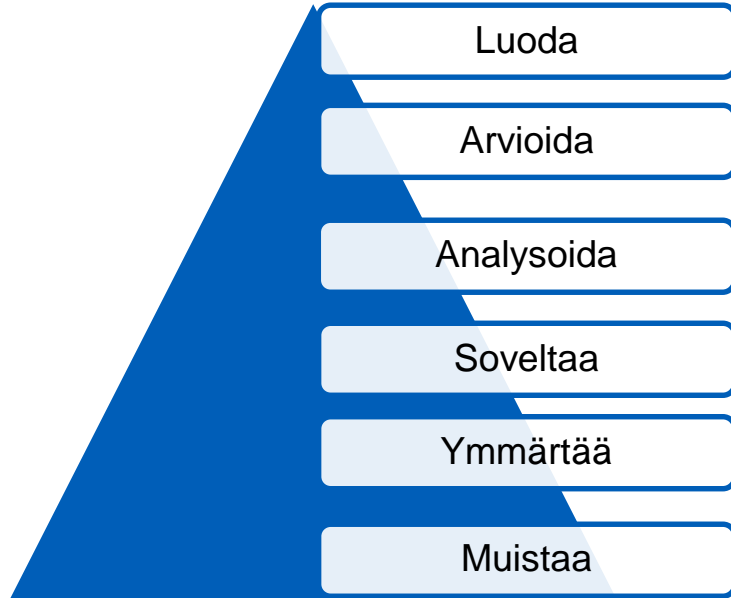 Luoda
Arvioida
Analysoida
Soveltaa
Ymmärtää
Muistaa